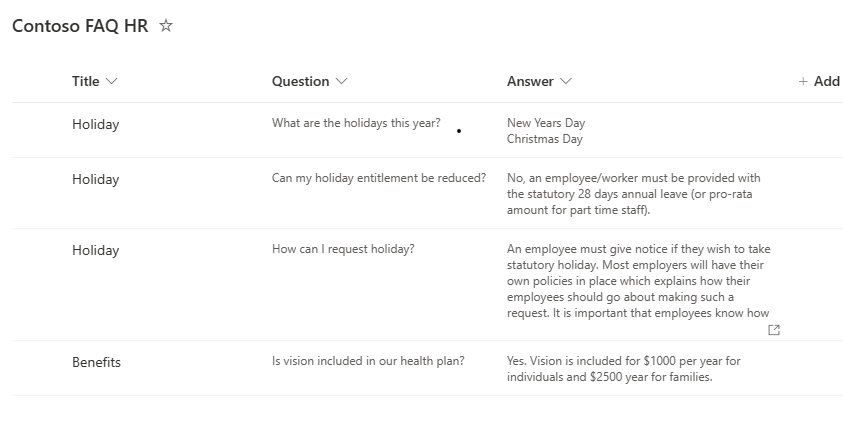 Contoso FAQ HR
Title Question Answer + Add
Holiday What are the holidays this year? New Years Day
Christmas Day
Holiday Can my holiday entitlement be reduced? No, an employee/worker must be provided with
the statutory 28 days annual leave (or pro-rata
amount for part time staff).
Holiday How can I request holiday? An employee must give notice if they wish to take
statutory holiday. Most employers will have their
own policies in place which explains how their
employees should go about making such a
request. It is important that employees know how
Benefits Is vision included in our health plan? Yes. Vision is included for $1000 per year for
individuals and $2500 year for families.